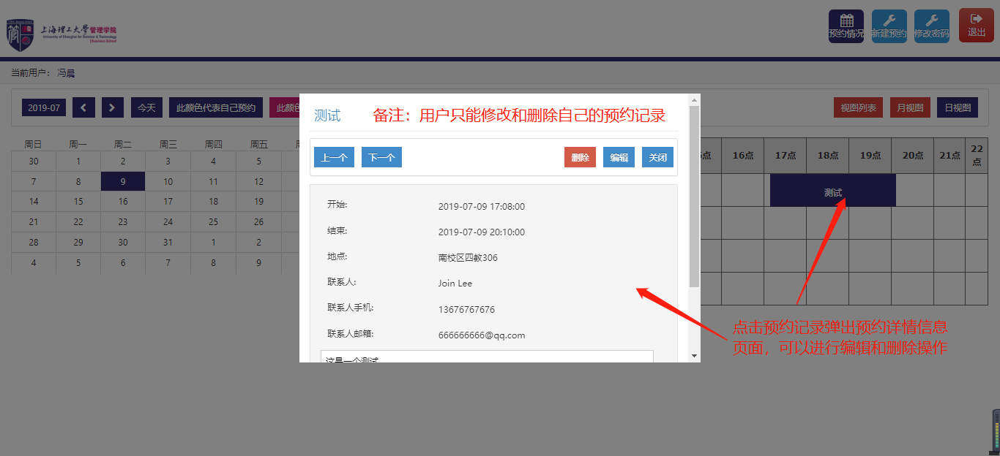 上海理工大学管理学院
University of Shanghai for Science & Technology
Business School
预约情况
新建预约
修改密码
退出
当前用户： 冯晨
2019-07
今天
此颜色代表自己预约
此颜色
视图列表
月视图
日视图
周日 周一 周二 周三 周四 周五
30 1 2 3 4 5
7 8 9 10 11 12
14 15 16 17 18 19
21 22 23 24 25 26
28 29 30 31 1 2
4 5 6 7 8 9
测试
备注：用户只能修改和删除自己的预约记录
上一个 下一个 删除 编辑 关闭
开始: 2019-07-09 17:08:00
结束: 2019-07-09 20:10:00
地点: 南校区四教306
联系人: Join Lee
联系人手机: 13676767676
联系人邮箱: 666666666@qq.com
这是一个测试
16点 17点 18点 19点 20点 21点 22点
测试
点击预约记录弹出预约详情信息
页面，可以进行编辑和删除操作